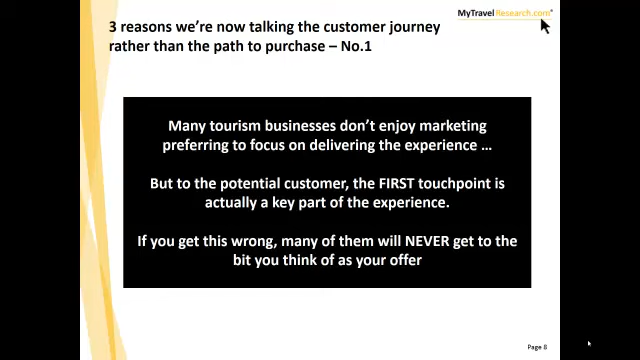 3 reasons we're now talking the customer journey
rather than the path to purchase – No.1
MyTravelResearch.com®
Many tourism businesses don't enjoy marketing
preferring to focus on delivering the experience …
But to the potential customer, the FIRST touchpoint is
actually a key part of the experience.
If you get this wrong, many of them will NEVER get to the
bit you think of as your offer
Page 8